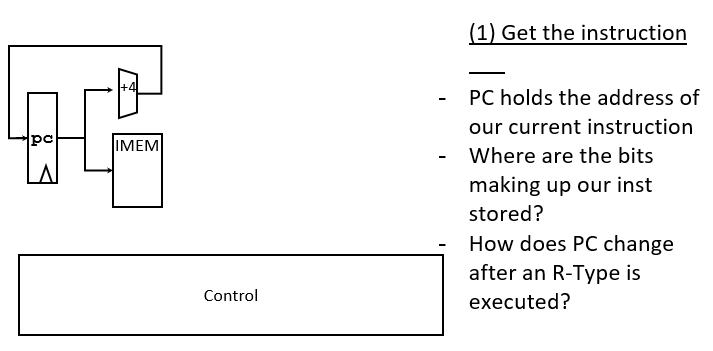 (1) Get the instruction
+4
pc
IMEM
- PC holds the address of
our current instruction
- Where are the bits
making up our inst
stored?
- How does PC change
after an R-Type is
executed?
Control